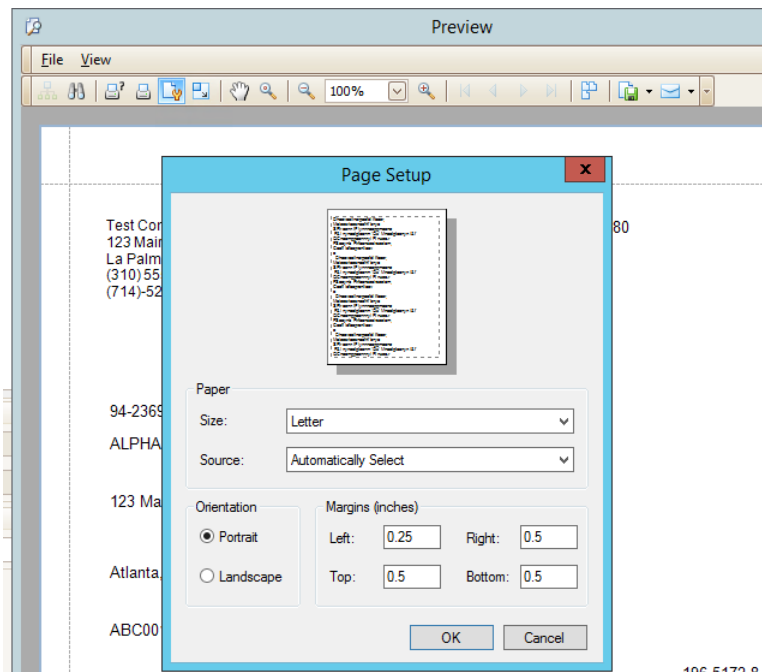 Preview
File View
100%
Page Setup
Test Cor
80
123 Mair
La Palm
(310) 55
(714)-52
Paper
94-2369
Size: Letter
ALPHA
Source: Automatically Select
123 Ma
Orientation Margins (inches)
Portrait Left: 0.25 Right: 0.5
Atlanta, Landscape Top: 0.5 Bottom: 0.5
ABC00
OK Cancel